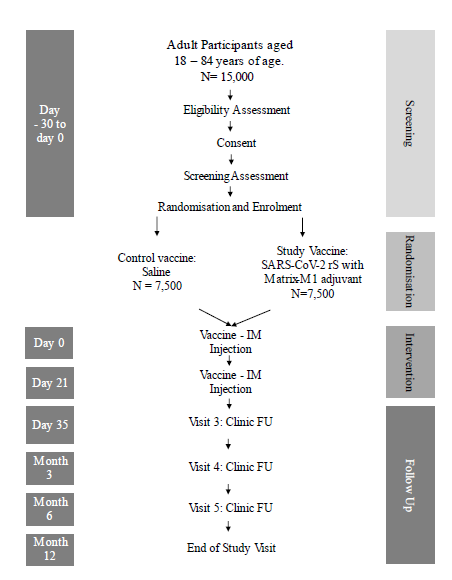 Adult Participants aged
18 – 84 years of age.
N= 15,000
Day
- 30 to
day 0
Eligibility Assessment
Consent
Screening Assessment
Randomisation and Enrolment
Screening
Control vaccine:
Saline
N = 7,500
Study Vaccine:
SARS-CoV-2 rS with
Matrix-M1 adjuvant
N=7,500
Randomisation
Day 0
Vaccine - IM
Injection
Day 21
Vaccine - IM
Injection
Intervention
Day 35
Visit 3: Clinic FU
Month
3
Visit 4: Clinic FU
Month
6
Visit 5: Clinic FU
Month
12
End of Study Visit
Follow Up